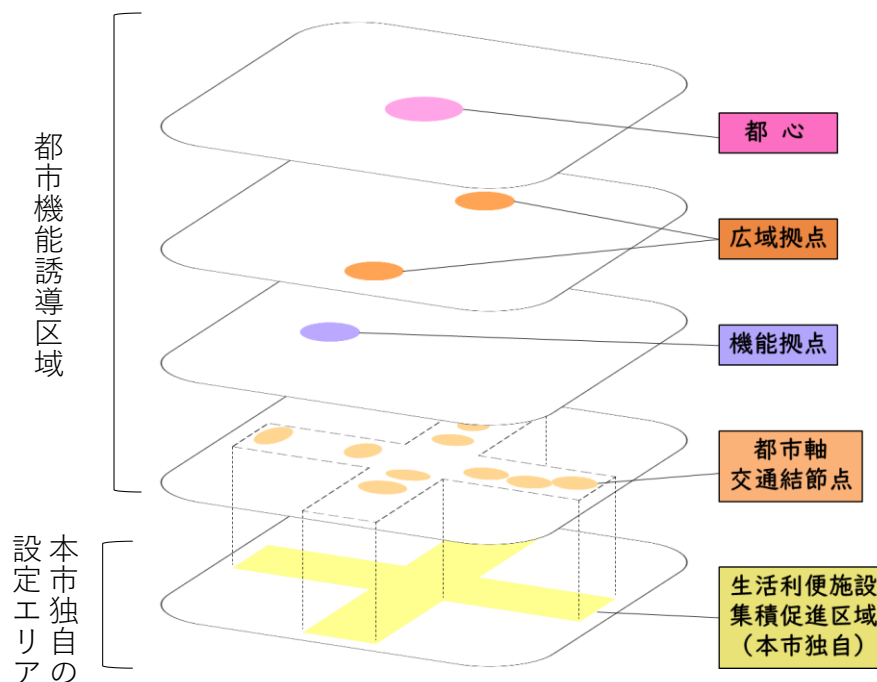 都市機能誘導区域
本市独自の
設定エリア
都 心
広域拠点
機能拠点
都市軸
交通結節点
生活利便施設
集積促進区域
（本市独自）